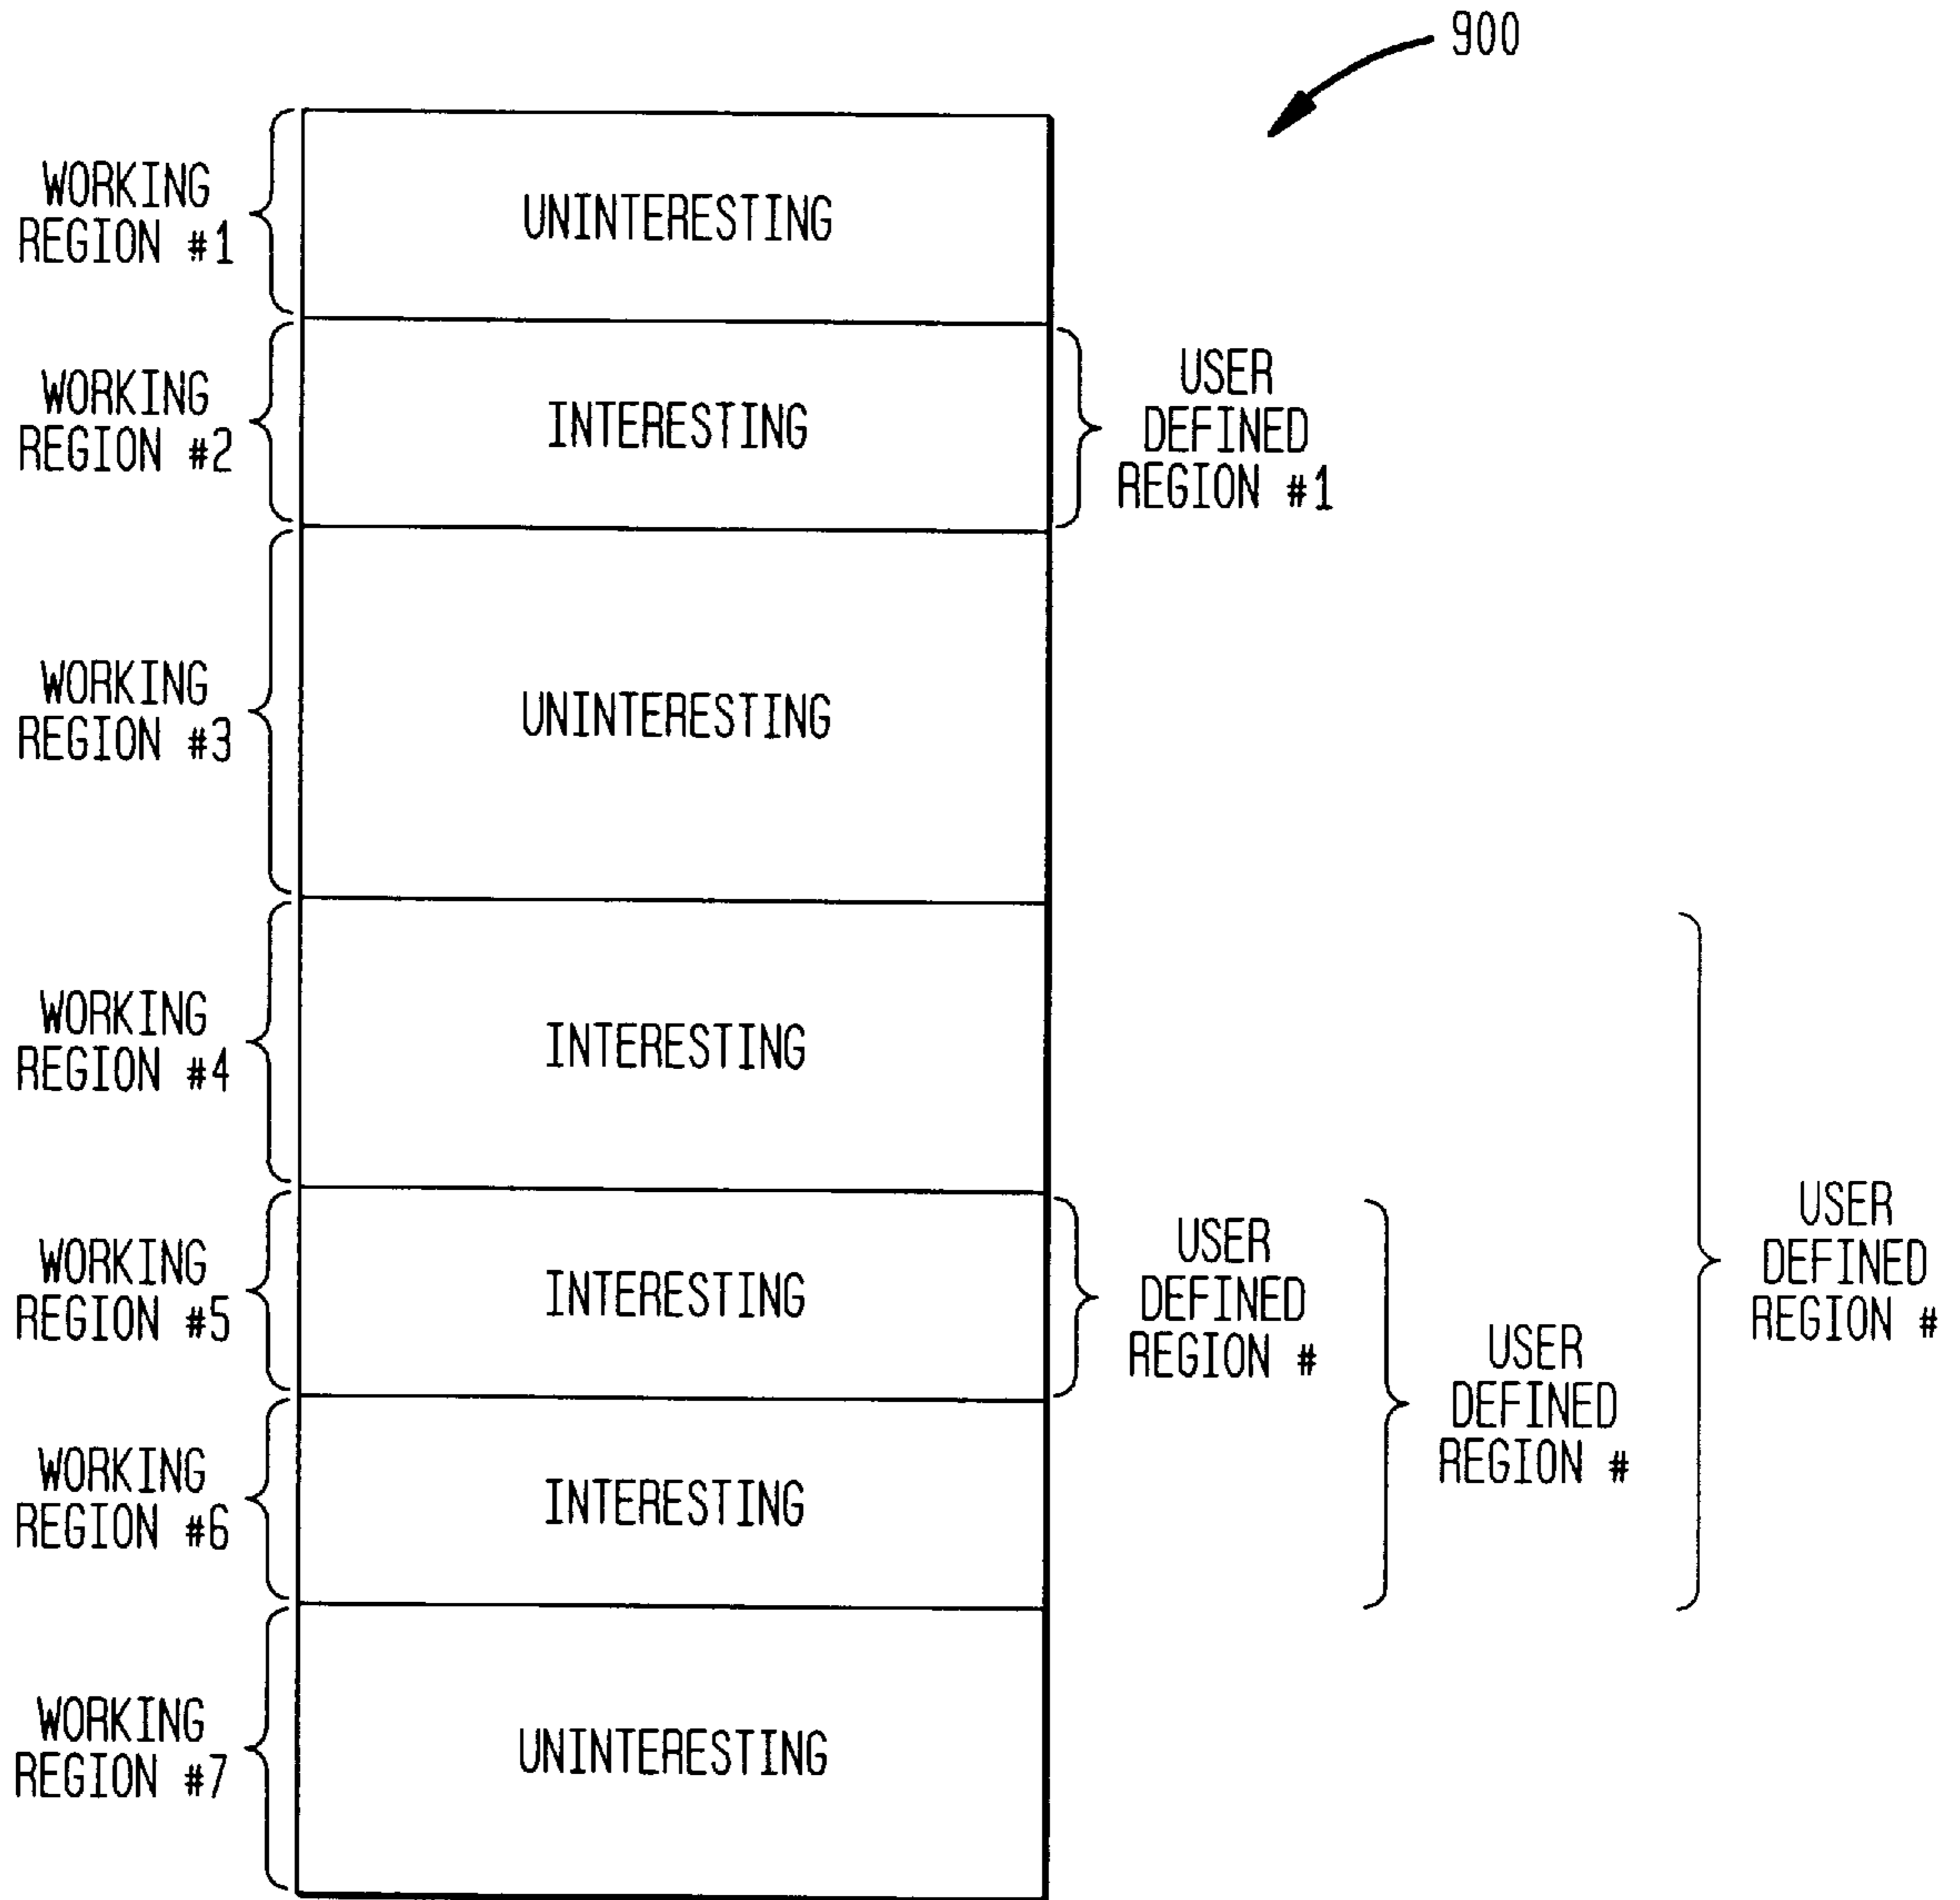 900
WORKING
REGION #1
UNINTERESTING
WORKING
REGION #2
INTERESTING
USER
DEFINED
REGION #1
WORKING
REGION #3
UNINTERESTING
WORKING
REGION #4
INTERESTING
WORKING
REGION #5
INTERESTING
USER
DEFINED
REGION #
USER
DEFINED
REGION #
USER
DEFINED
REGION #
WORKING
REGION #6
INTERESTING
WORKING
REGION #7
UNINTERESTING